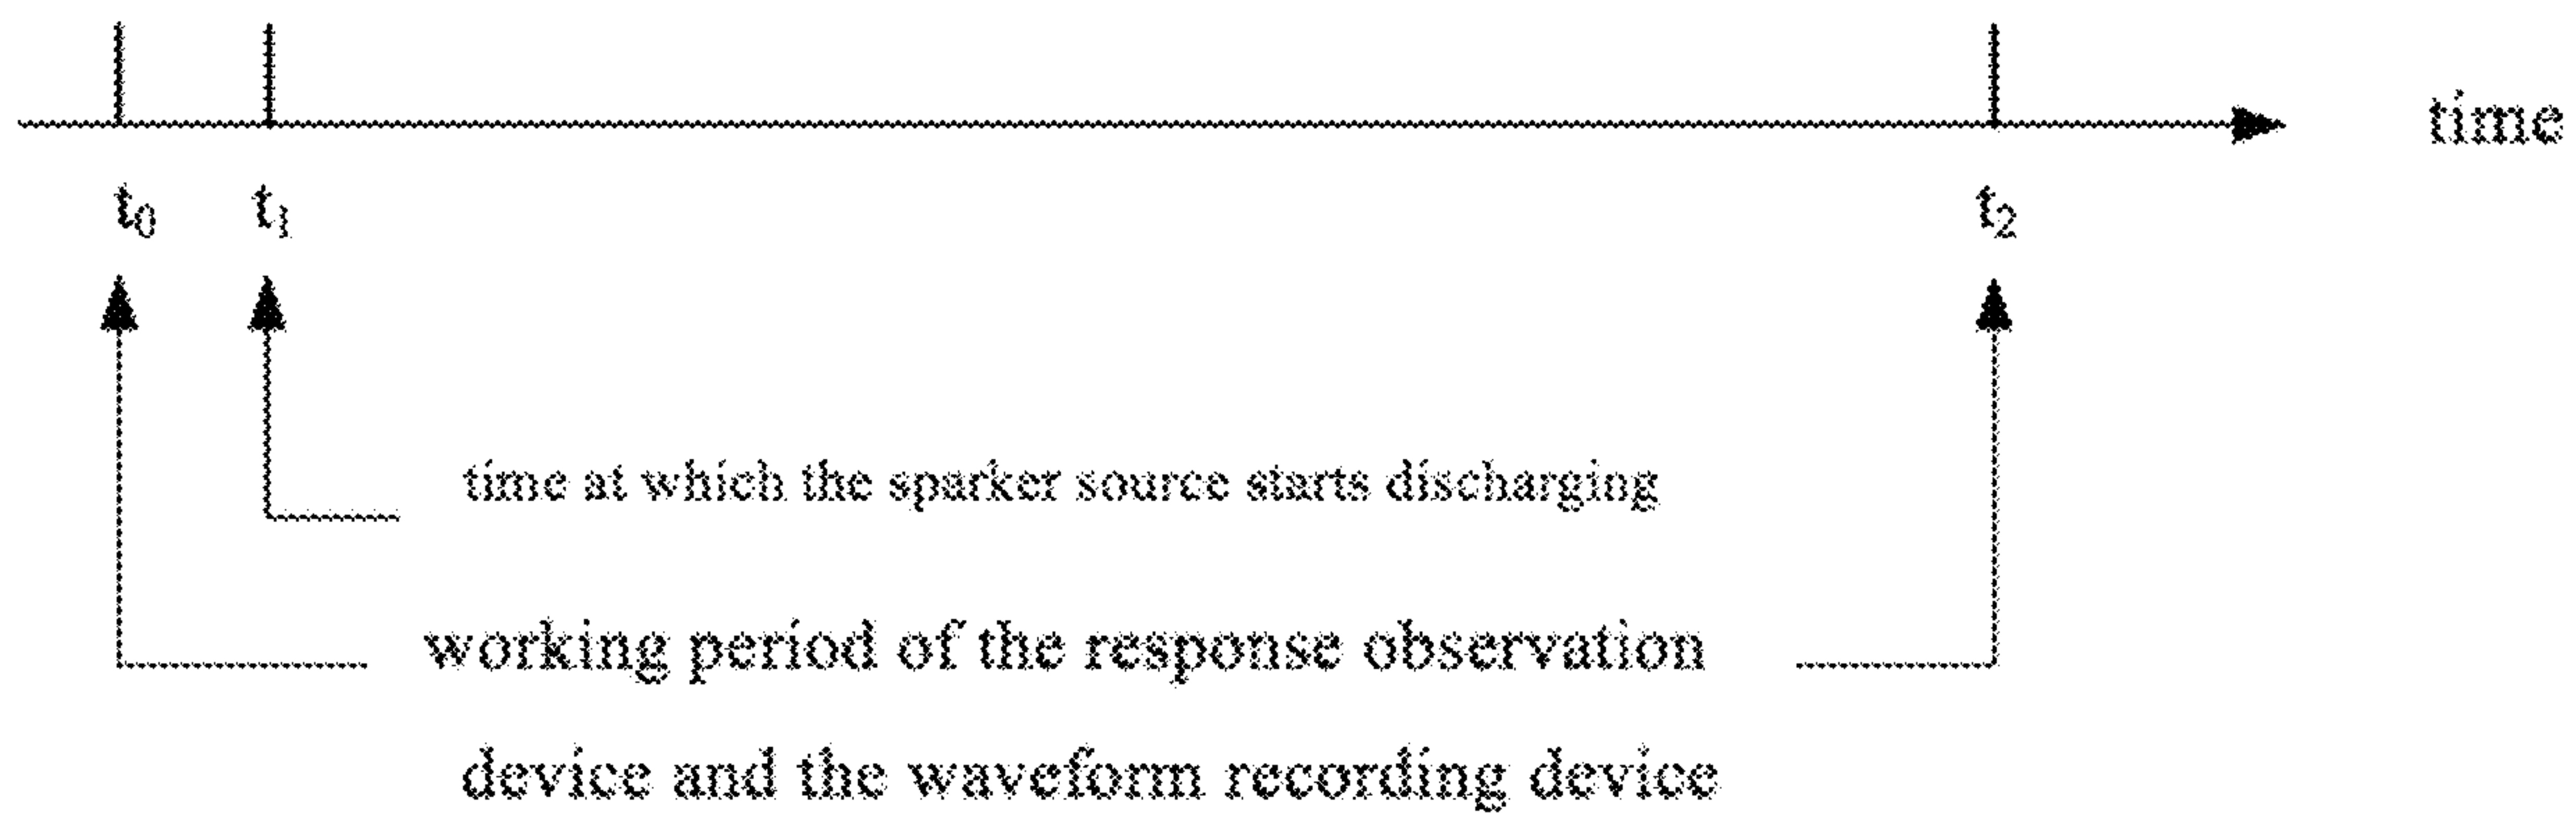 time
t₀ t₁ t₂
time at which the sparker source starts discharging
working period of the response observation
device and the waveform recording device